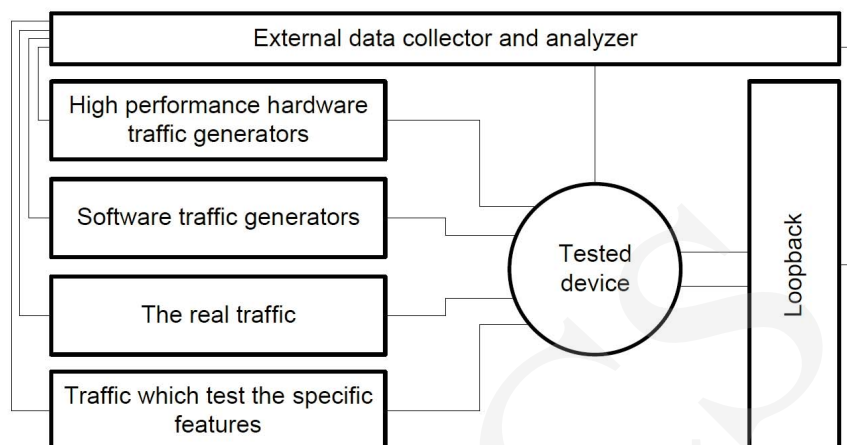 External data collector and analyzer
High performance hardware
traffic generators
Software traffic generators
Tested
device
Loopback
The real traffic
Traffic which test the specific
features